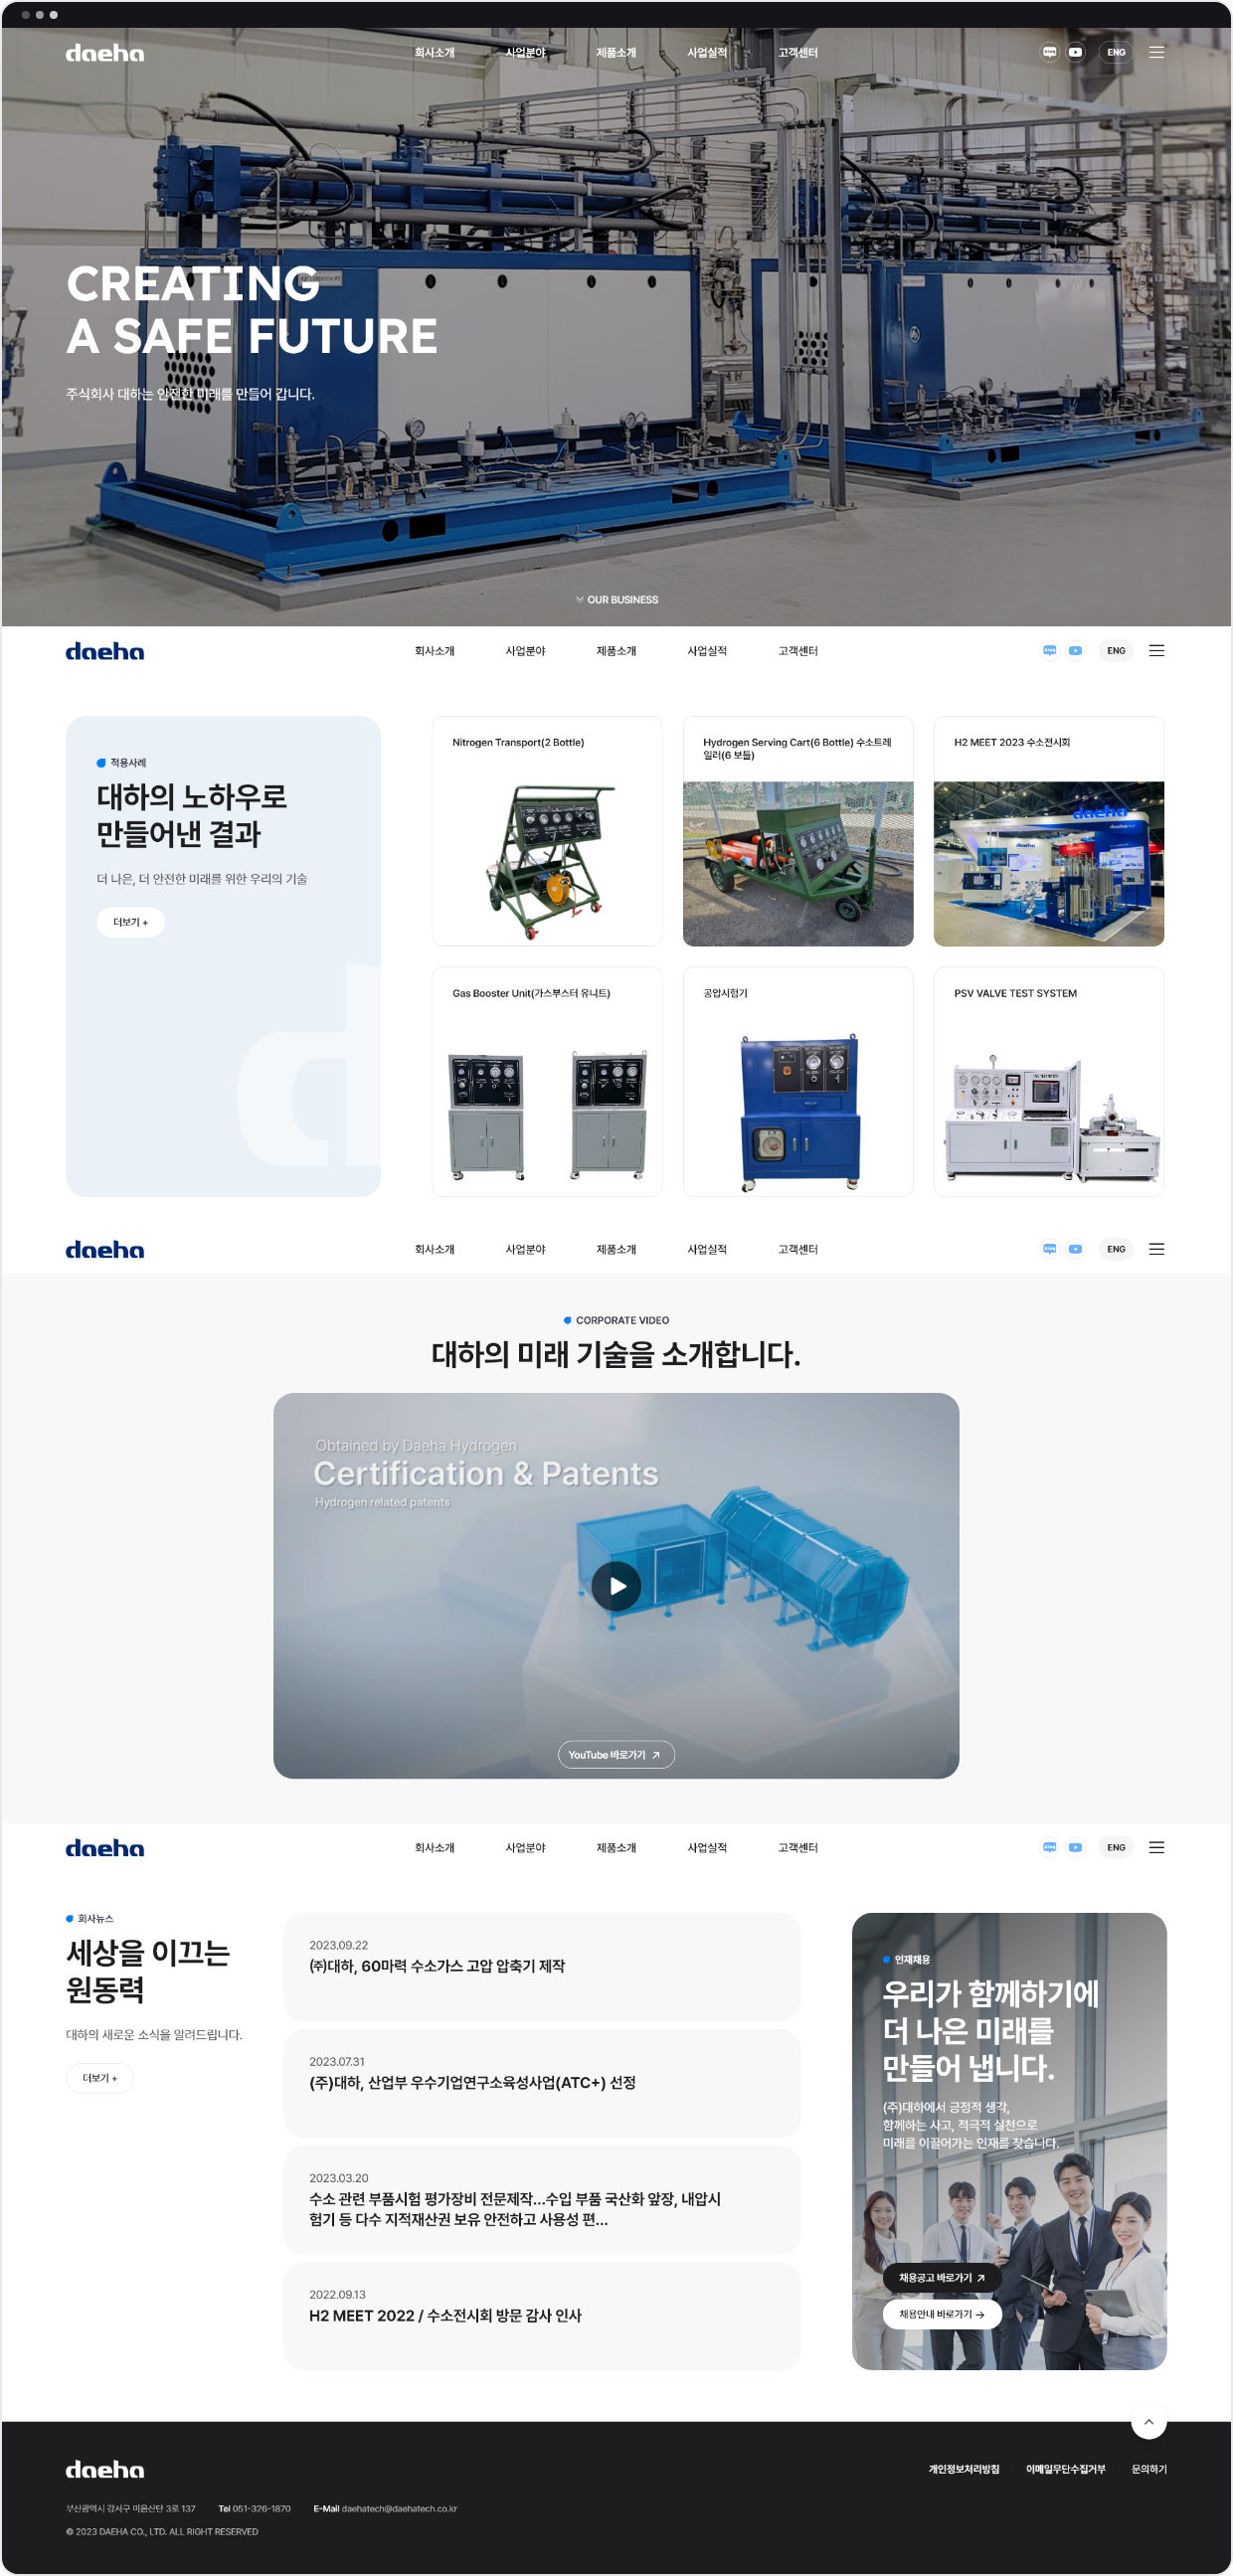 daeha
회사소개 사업분야 제품소개 사업실적 고객센터
ENG
CREATING
A SAFE FUTURE
주식회사 대하는 안전한 미래를 만들어 갑니다.
OUR BUSINESS
daeha
회사소개 사업분야 제품소개 사업실적 고객센터
ENG
적용사례
대하의 노하우로
만들어낸 결과
더 나은, 더 안전한 미래를 위한 우리의 기술
더보기 +
Nitrogen Transport(2 Bottle)
Hydrogen Serving Cart(6 Bottle) 수소트레
일러(6 보틀)
H2 MEET 2023 수소전시회
daeha
daeha
Gas Booster Unit(가스부스터 유니트)
공압시험기
PSV VALVE TEST SYSTEM
daeha
회사소개 사업분야 제품소개 사업실적 고객센터
ENG
CORPORATE VIDEO
대하의 미래 기술을 소개합니다.
Obtained by Daeha Hydrogen
Certification & Patents
Hydrogen related patents
YouTube 바로가기
daeha
회사소개 사업분야 제품소개 사업실적 고객센터
ENG
회사뉴스
세상을 이끄는
원동력
대하의 새로운 소식을 알려드립니다.
더보기 +
2023.09.22
㈜대하, 60마력 수소가스 고압 압축기 제작
2023.07.31
(주)대하, 산업부 우수기업연구소육성사업(ATC+) 선정
2023.03.20
수소 관련 부품시험 평가장비 전문제작...수입 부품 국산화 앞장, 내압시
험기 등 다수 지적재산권 보유 안전하고 사용성 편...
2022.09.13
H2 MEET 2022 / 수소전시회 방문 감사 인사
인재채용
우리가 함께하기에
더 나은 미래를
만들어 냅니다.
(주)대하에서 긍정적 생각,
함께하는 사고, 적극적 실천으로
미래를 이끌어가는 인재를 찾습니다.
채용공고 바로가기
채용안내 바로가기
daeha
개인정보처리방침 이메일무단수집거부 문의하기
부산광역시 강서구 미음산단 3로 137 Tel 051-326-1870 E-Mail daehatech@daehatech.co.kr
© 2023 DAEHA CO., LTD. ALL RIGHT RESERVED